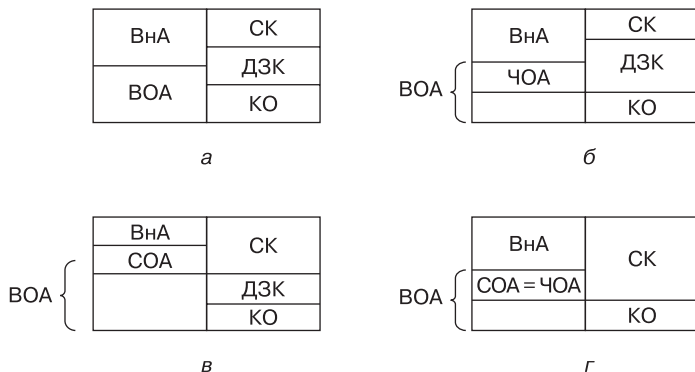 ВнА
СК
ДЗК
ВОА
КО
а
ВнА
СК
ДЗК
ВОА
ЧОА
КО
б
ВнА
СК
СОА
ВОА
ДЗК
КО
в
ВнА
СК
ВОА
СОА = ЧОА
КО
г